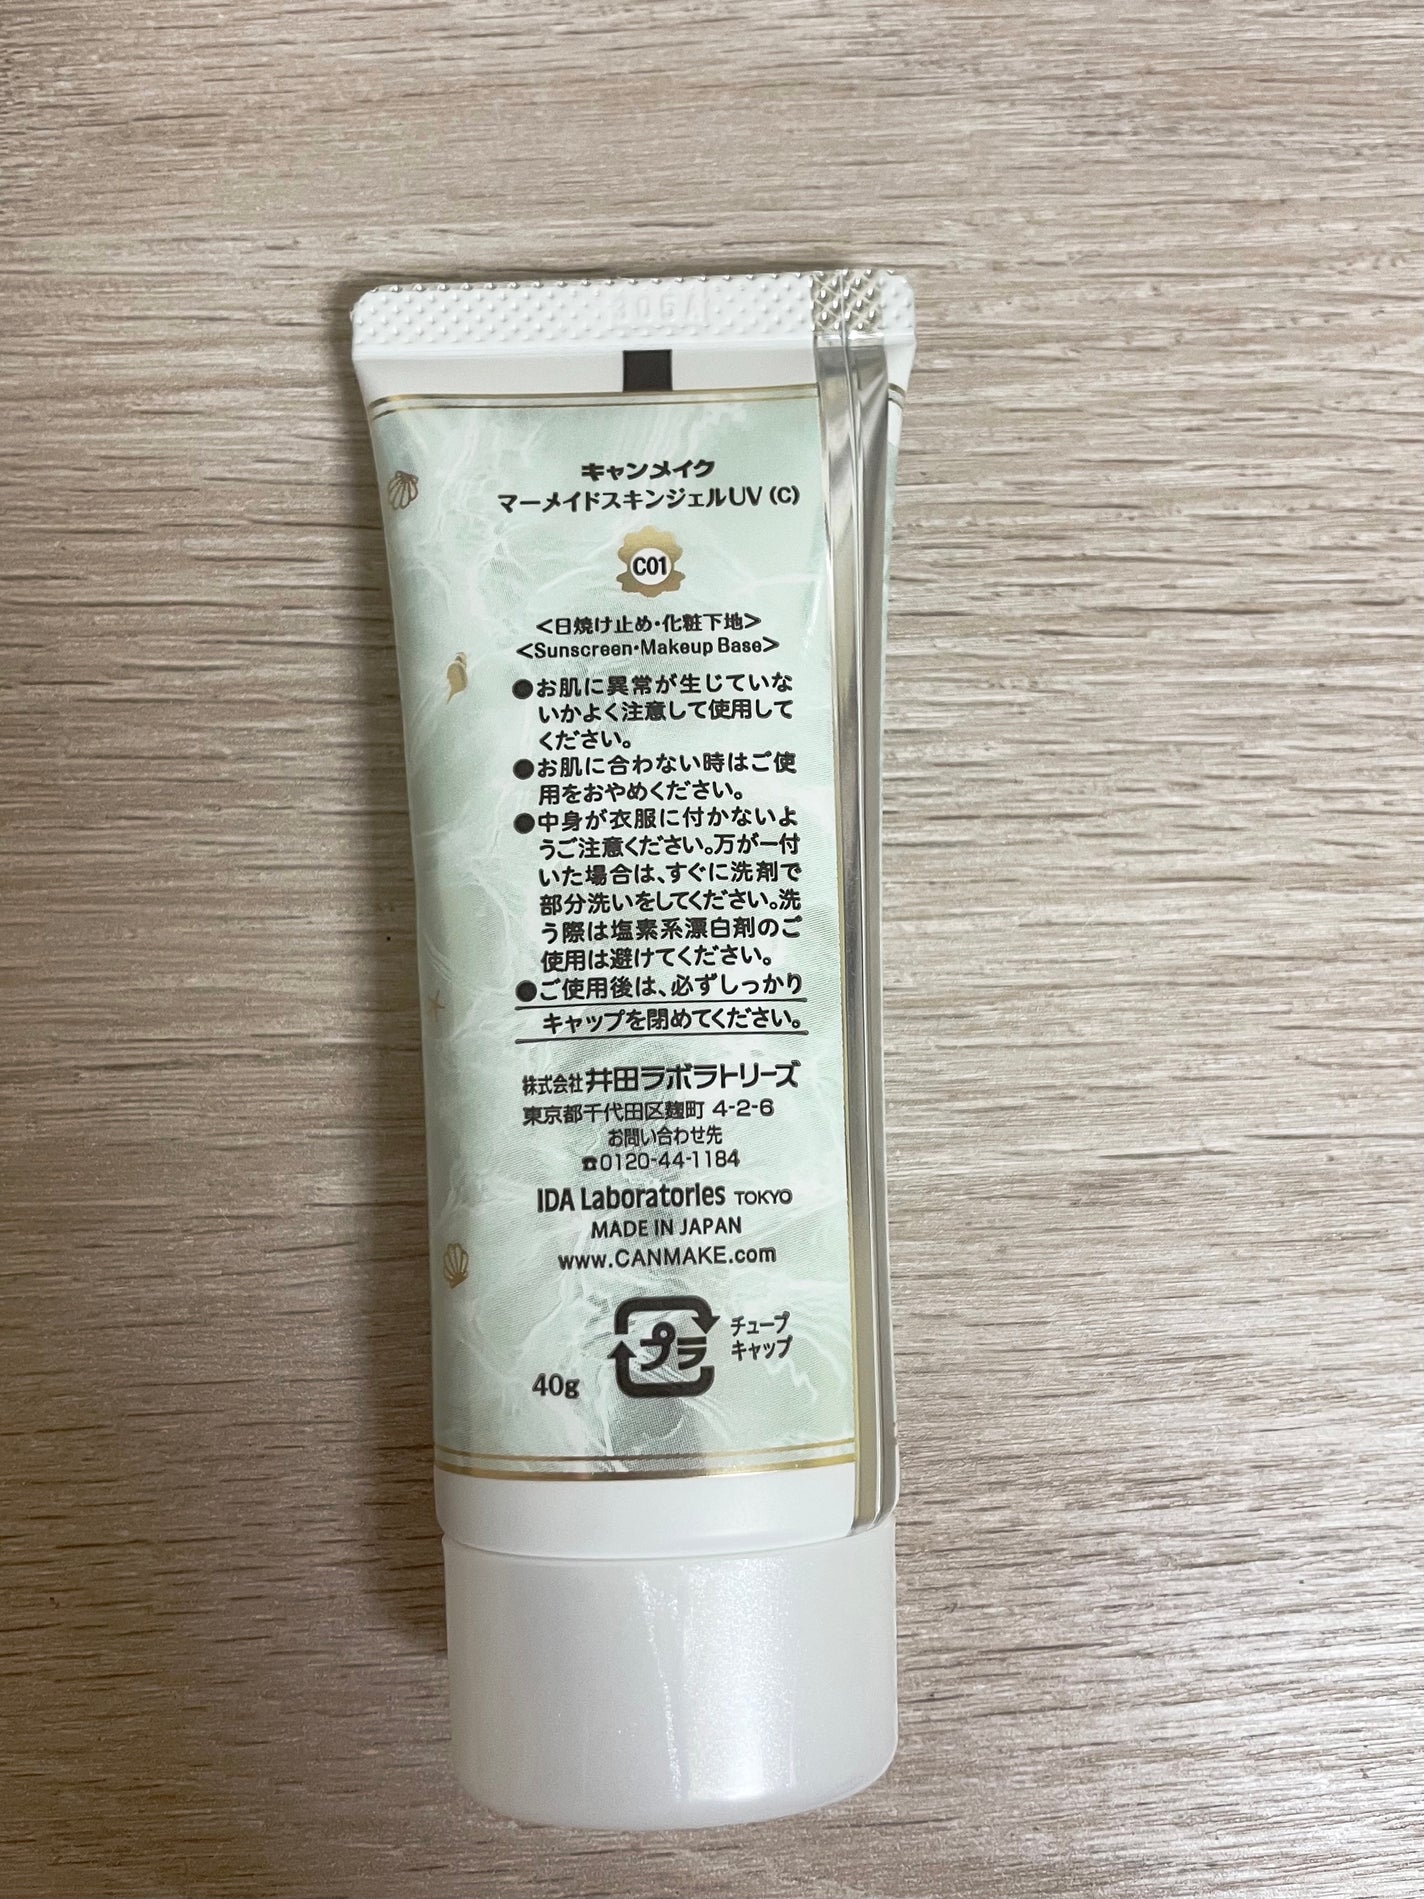 キャンメイク
マーメイドスキンジェルUV (C)
C01
<日焼け止め・化粧下地>
<Sunscreen・Makeup Base>
●お肌に異常が生じていな
いかよく注意して使用して
ください。
●お肌に合わない時はご使
用をおやめください。
●中身が衣服に付かないよ
うご注意ください。万が一付
いた場合は、すぐに洗剤で
部分洗いをしてください。洗
う際は塩素系漂白剤のご
使用は避けてください。
●ご使用後は、必ずしっかり
キャップを閉めてください。
株式会社 井田ラボラトリーズ
東京都千代田区麹町 4-2-6
お問い合わせ先
☎0120-44-1184
IDA Laboratories TOKYO
MADE IN JAPAN
www.CANMAKE.com
プラ
チューブ
キャップ
40g